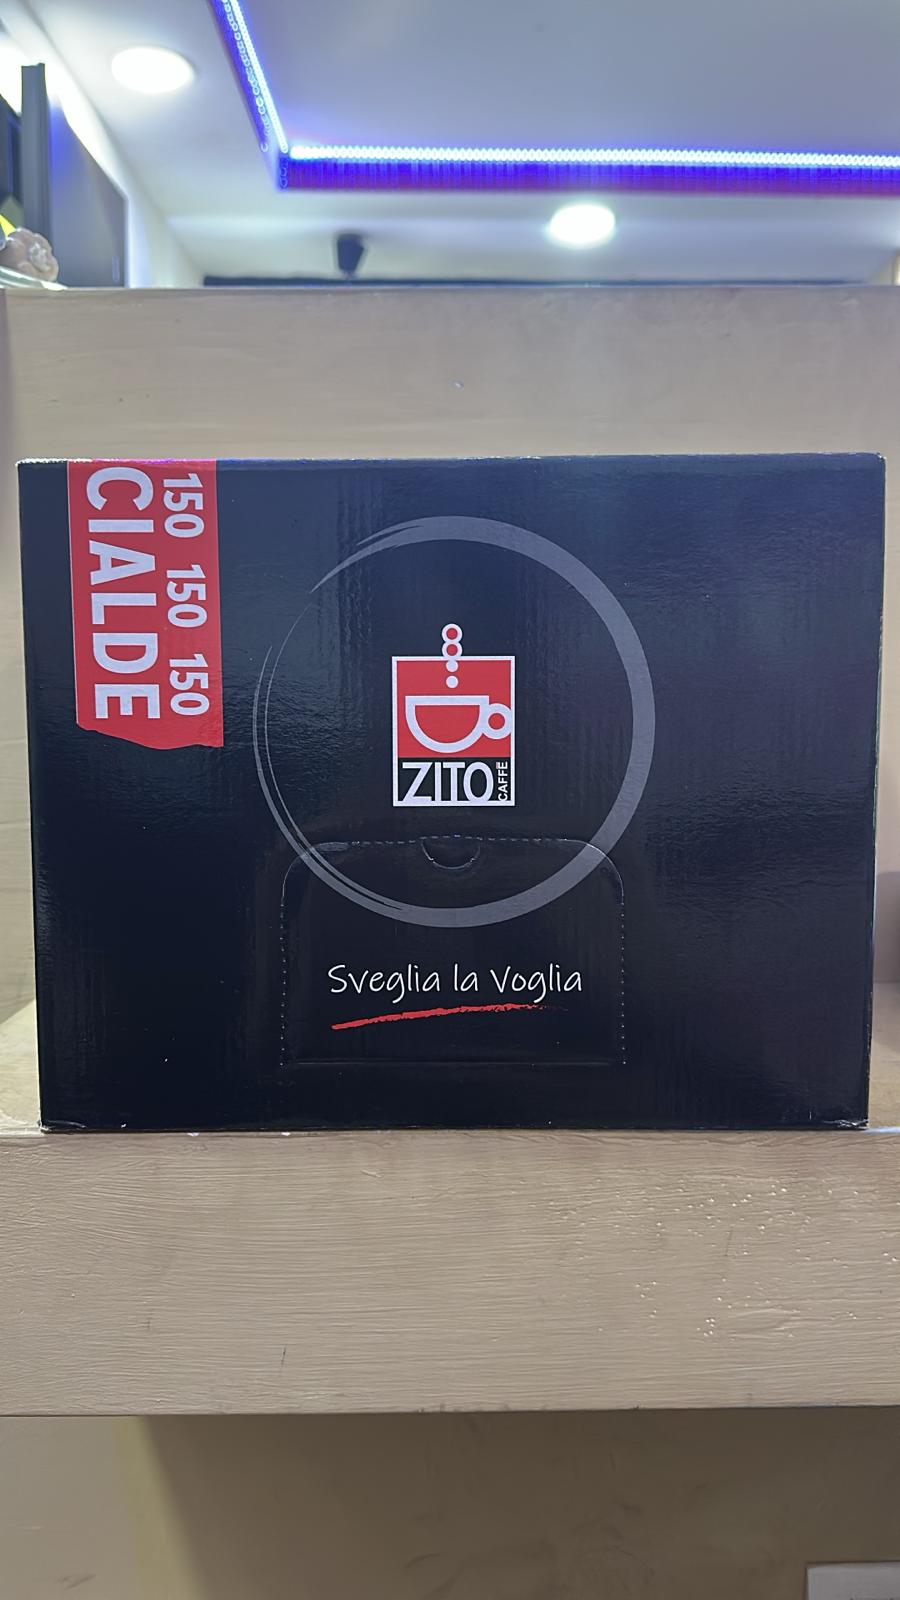 150 150 150
CIALDE
ZITO
CAFFÈ
Sveglia la Voglia